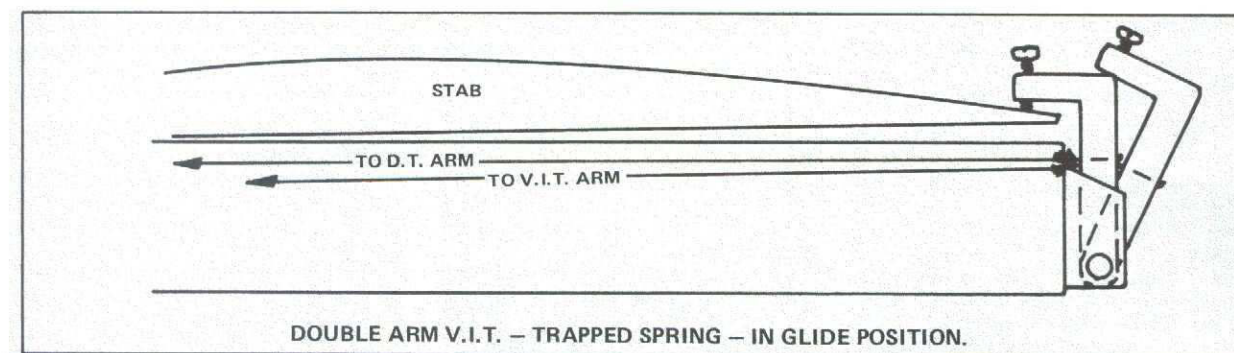 STAB
TO D.T. ARM
TO V.I.T. ARM
DOUBLE ARM V.I.T. — TRAPPED SPRING — IN GLIDE POSITION.